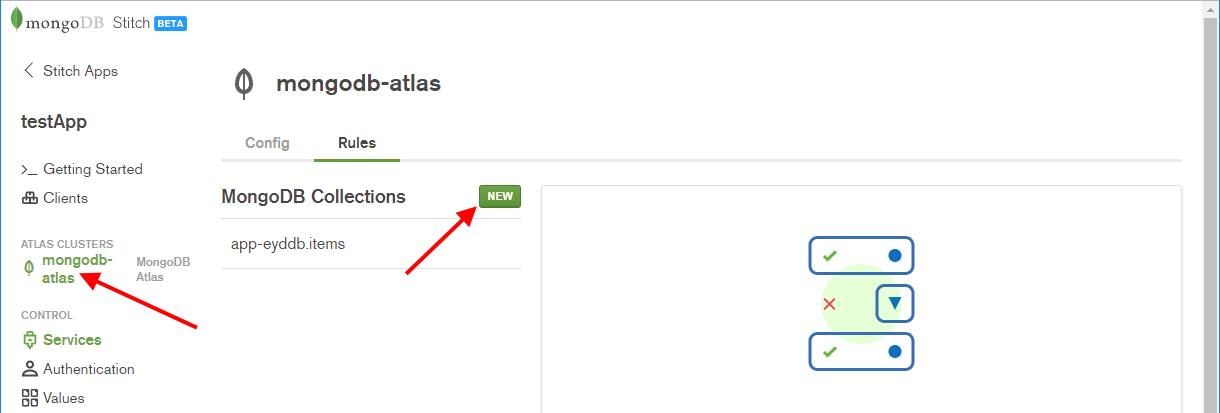 mongoDB Stitch BETA
Stitch Apps
testApp
>_ Getting Started
Clients
ATLAS CLUSTERS
mongodb-
atlas
MongoDB
Atlas
CONTROL
Services
Authentication
Values
mongodb-atlas
Config Rules
MongoDB Collections NEW
app-eyddb.items